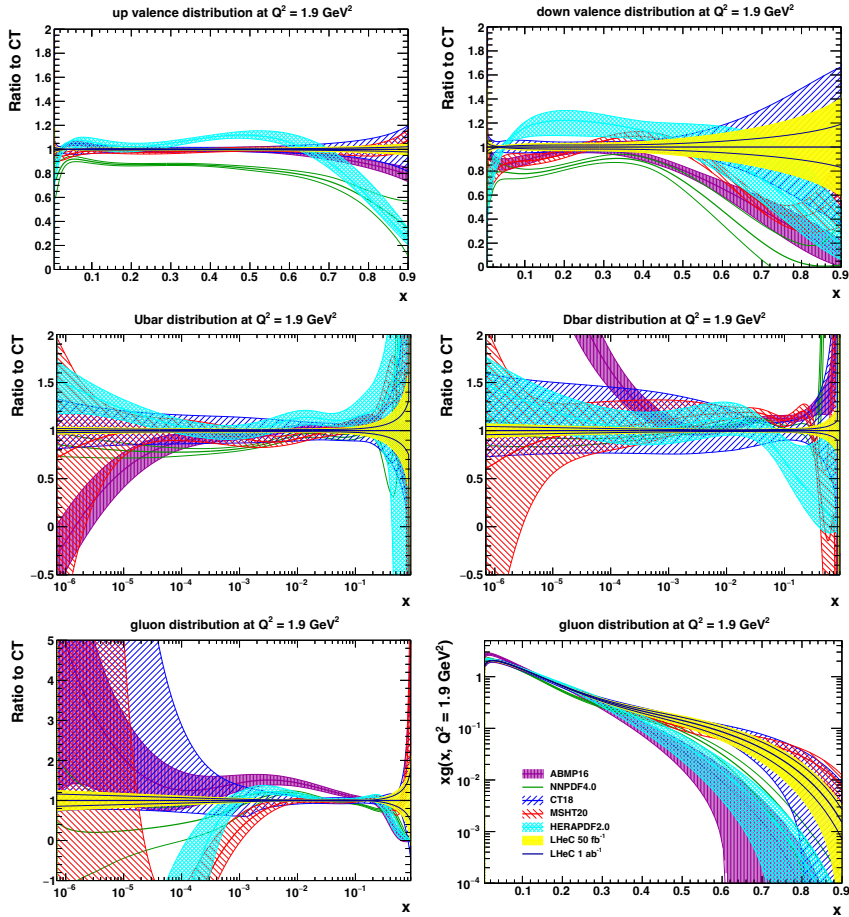 up valence distribution at Q² = 1.9 GeV²
Ratio to CT
2
1.8
1.6
1.4
1.2
1
0.8
0.6
0.4
0.2
0
0.1 0.2 0.3 0.4 0.5 0.6 0.7 0.8 0.9
x
down valence distribution at Q² = 1.9 GeV²
Ratio to CT
2
1.8
1.6
1.4
1.2
1
0.8
0.6
0.4
0.2
0
0.1 0.2 0.3 0.4 0.5 0.6 0.7 0.8 0.9
x
Ubar distribution at Q² = 1.9 GeV²
Ratio to CT
2
1.5
1
0.5
0
−0.5
10⁻⁶ 10⁻⁵ 10⁻⁴ 10⁻³ 10⁻² 10⁻¹
x
Dbar distribution at Q² = 1.9 GeV²
Ratio to CT
2
1.5
1
0.5
0
−0.5
10⁻⁶ 10⁻⁵ 10⁻⁴ 10⁻³ 10⁻² 10⁻¹
x
gluon distribution at Q² = 1.9 GeV²
Ratio to CT
5
4
3
2
1
0
−1
10⁻⁶ 10⁻⁵ 10⁻⁴ 10⁻³ 10⁻² 10⁻¹
x
gluon distribution at Q² = 1.9 GeV²
xg(x, Q² = 1.9 GeV²)
1
10⁻¹
10⁻²
10⁻³
10⁻⁴
ABMP16
NNPDF4.0
CT18
MSHT20
HERAPDF2.0
LHeC 50 fb⁻¹
LHeC 1 ab⁻¹
0.1 0.2 0.3 0.4 0.5 0.6 0.7 0.8 0.9
x